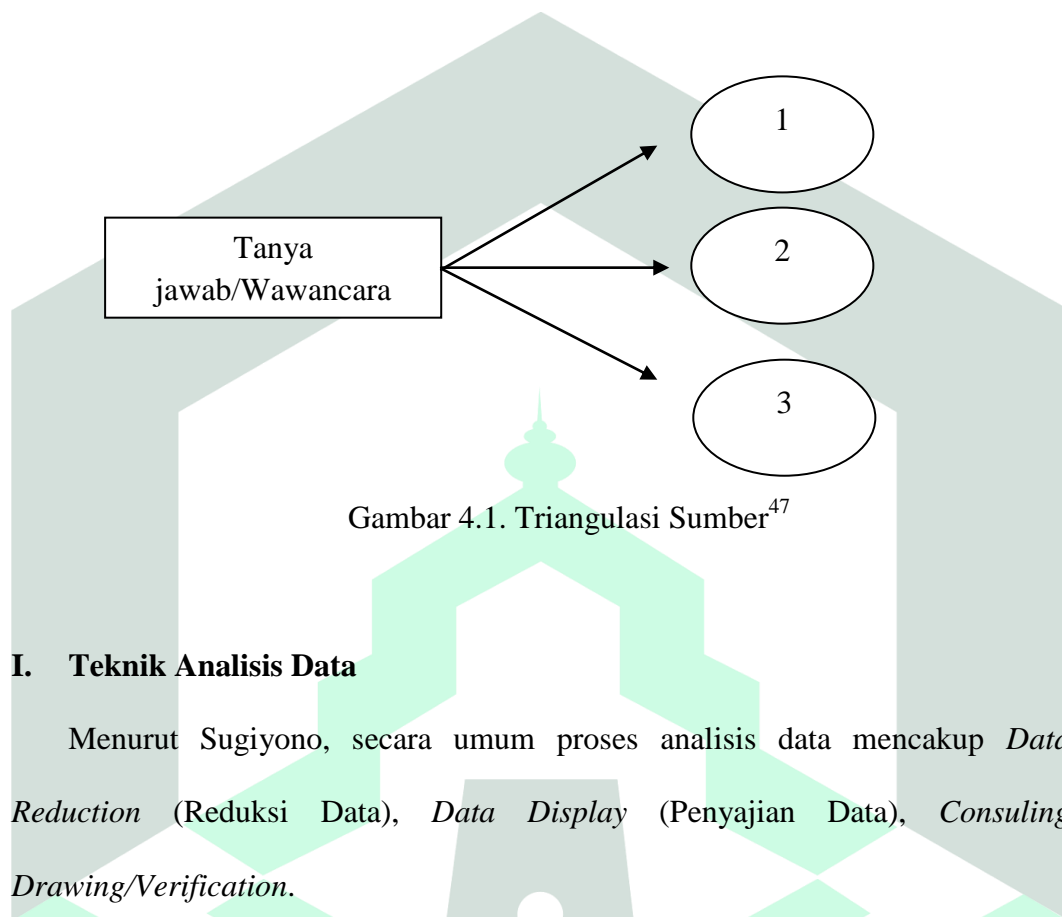 1
Tanya
jawab/Wawancara
2
3
Gambar 4.1. Triangulasi Sumber47
I. Teknik Analisis Data
Menurut Sugiyono, secara umum proses analisis data mencakup Data
Reduction (Reduksi Data), Data Display (Penyajian Data), Consuling
Drawing/Verification.